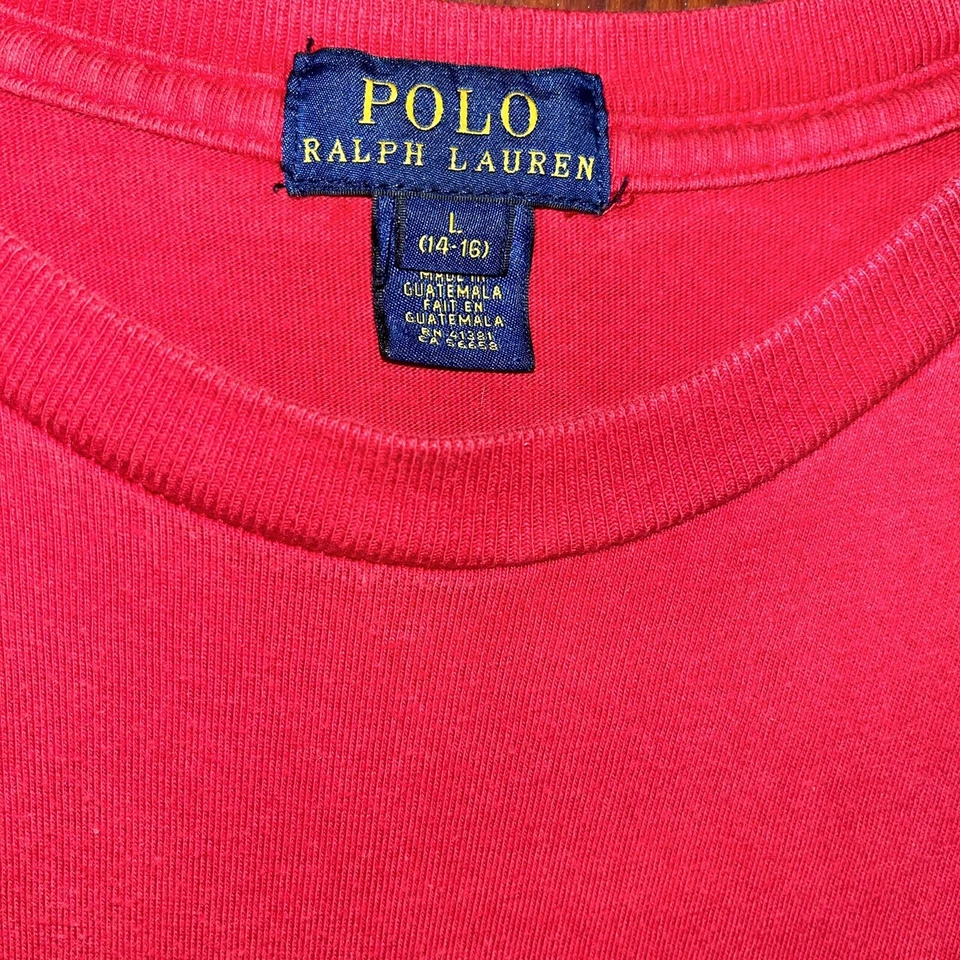 POLO
RALPH LAUREN
L
(14-16)
MADE IN
GUATEMALA
FAIT EN
GUATEMALA
RN 41381
CA 56658